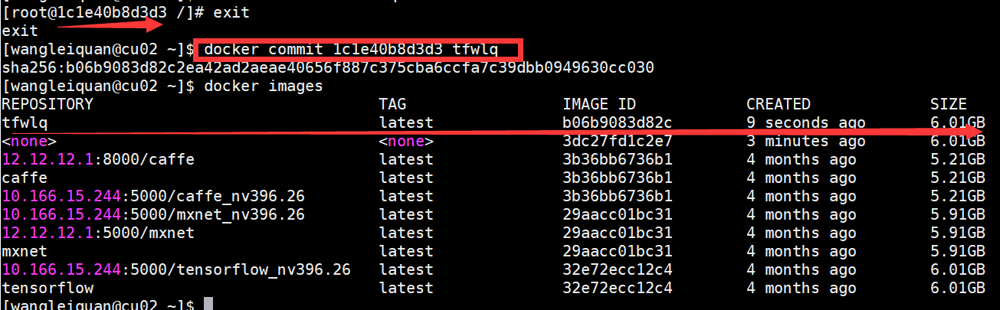 [root@1c1e40b8d3d3 /]# exit
exit
[wangleiquan@cu02 ~]$ docker commit 1c1e40b8d3d3 tfwlq
sha256:b06b9083d82c2ea42ad2aeae40656f887c375cba6ccfa7c39dbb0949630cc030
[wangleiquan@cu02 ~]$ docker images
REPOSITORY TAG IMAGE ID CREATED SIZE
tfwlq latest b06b9083d82c 9 seconds ago 6.01GB
<none> <none> 3dc27fd1c2e7 3 minutes ago 6.01GB
12.12.12.1:8000/caffe latest 3b36bb6736b1 4 months ago 5.21GB
caffe latest 3b36bb6736b1 4 months ago 5.21GB
10.166.15.244:5000/caffe_nv396.26 latest 3b36bb6736b1 4 months ago 5.21GB
10.166.15.244:5000/mxnet_nv396.26 latest 29aacc01bc31 4 months ago 5.91GB
12.12.12.1:5000/mxnet latest 29aacc01bc31 4 months ago 5.91GB
mxnet latest 29aacc01bc31 4 months ago 5.91GB
10.166.15.244:5000/tensorflow_nv396.26 latest 32e72ecc12c4 4 months ago 6.01GB
tensorflow latest 32e72ecc12c4 4 months ago 6.01GB
[wangleiquan@cu02 ~]$